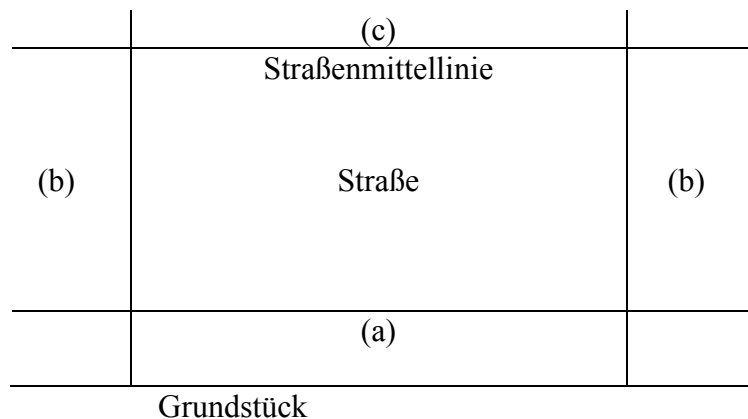 (c)
Straßenmittellinie
(b) Straße (b)
(a)
Grundstück